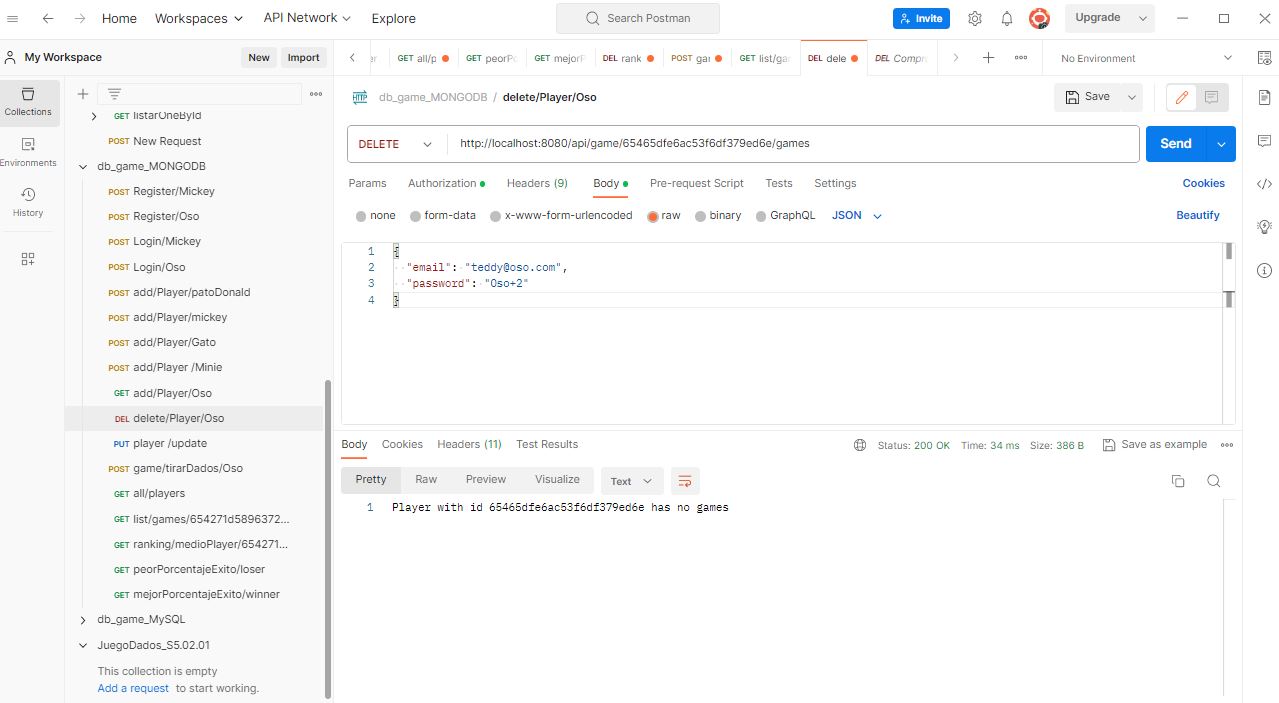 Home Workspaces API Network Explore Search Postman Invite Upgrade
My Workspace New Import
GET all/p GET peorPo GET mejorP DEL rank POST gar GET list/ga DEL dele DEL Compr No Environment
Collections
Environments
History
GET listarOneById
POST New Request
db_game_MONGODB
POST Register/Mickey
POST Register/Oso
POST Login/Mickey
POST Login/Oso
POST add/Player/patoDonald
POST add/Player/mickey
POST add/Player/Gato
POST add/Player /Minie
GET add/Player/Oso
DEL delete/Player/Oso
PUT player /update
POST game/tirarDados/Oso
GET all/players
GET list/games/654271d5896372...
GET ranking/medioPlayer/654271...
GET peorPorcentajeExito/loser
GET mejorPorcentajeExito/winner
db_game_MySQL
JuegoDados_S5.02.01
This collection is empty
Add a request to start working.
HTTP db_game_MONGODB / delete/Player/Oso Save
DELETE http://localhost:8080/api/game/65465dfe6ac53f6df379ed6e/games Send
Params Authorization Headers (9) Body Pre-request Script Tests Settings Cookies
none form-data x-www-form-urlencoded raw binary GraphQL JSON Beautify
1 {
2 "email": "teddy@oso.com",
3 "password": "Oso+2"
4 }
Body Cookies Headers (11) Test Results Status: 200 OK Time: 34 ms Size: 386 B Save as example
Pretty Raw Preview Visualize Text
1 Player with id 65465dfe6ac53f6df379ed6e has no games